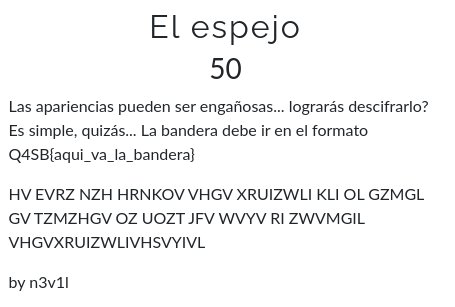 El espejo
50
Las apariencias pueden ser engañosas... lograrás descifrarlo?
Es simple, quizás... La bandera debe ir en el formato
Q4SB{aqui_va_la_bandera}
HV EVRZ NZH HRNKOV VHGV XRUIZWLI KLI OL GZMGL
GV TZMZHGV OZ UOZT JFV WVYV RI ZWVMGIL
VHGVXRUIZWLIVHSVYIVL
by n3v1l